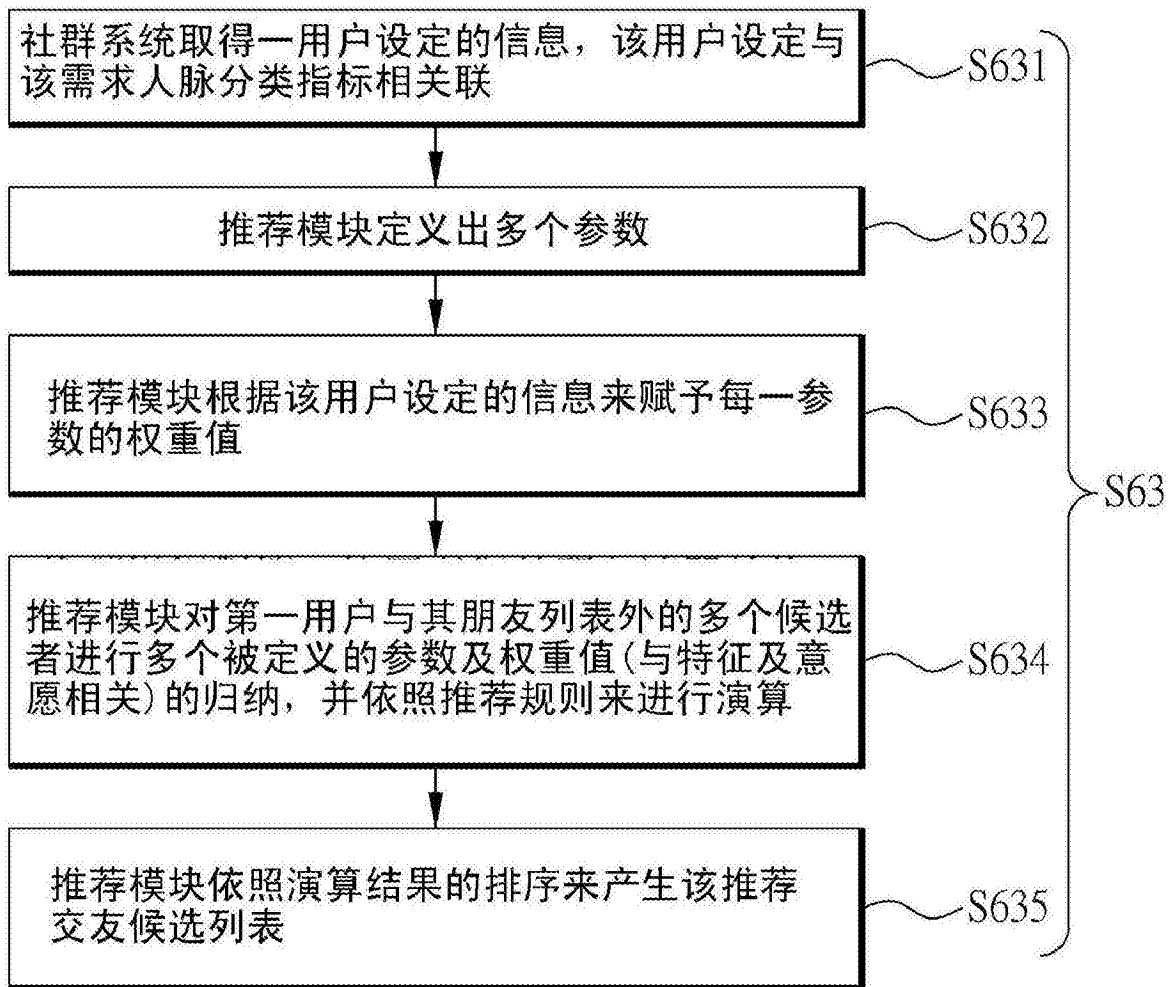 社群系统取得一用户设定的信息，该用户设定与
该需求人脉分类指标相关联
S631
推荐模块定义出多个参数
S632
推荐模块根据该用户设定的信息来赋予每一参
数的权重值
S633
S63
推荐模块对第一用户与其朋友列表外的多个候选
者进行多个被定义的参数及权重值(与特征及意
愿相关)的归纳，并依照推荐规则来进行演算
S634
推荐模块依照演算结果的排序来产生该推荐
交友候选列表
S635